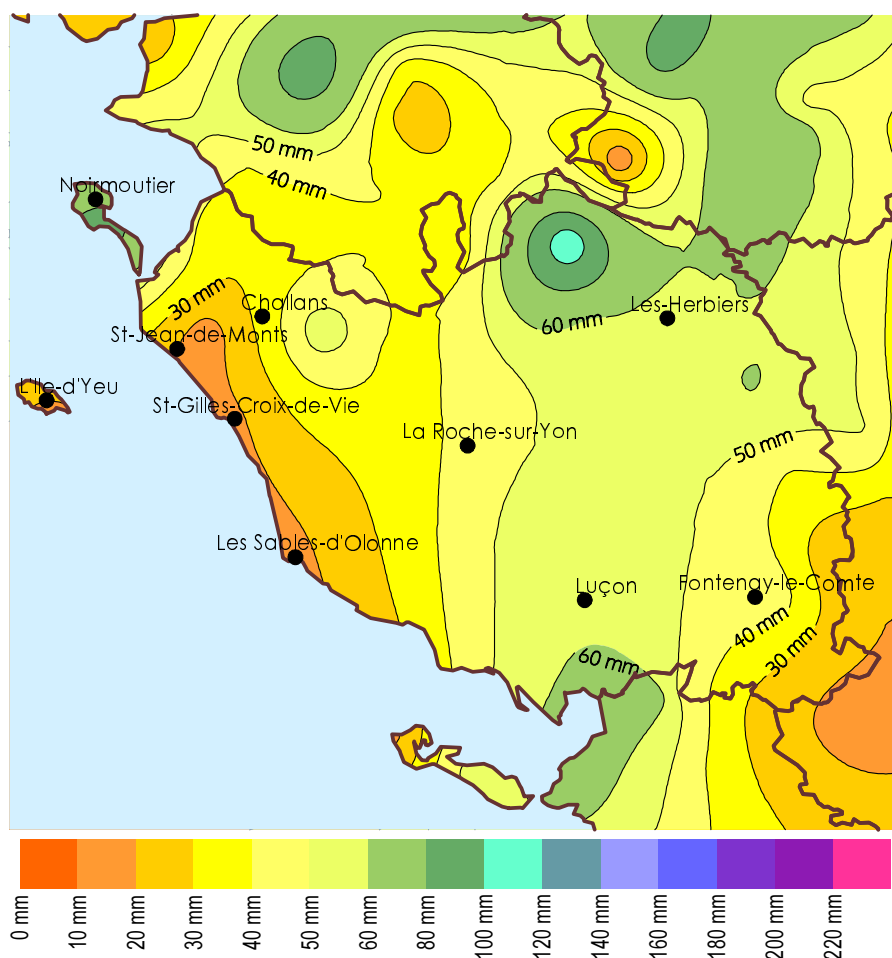 50 mm
40 mm
Noirmoutier
30 mm
Challans
Les-Herbiers
60 mm
St-Jean-de-Monts
L'Ile-d'Yeu
St-Gilles-Croix-de-Vie
La Roche-sur-Yon
50 mm
Les Sables-d'Olonne
Luçon
Fontenay-le-Comte
40 mm
30 mm
60 mm
0 mm
10 mm
20 mm
30 mm
40 mm
50 mm
60 mm
80 mm
100 mm
120 mm
140 mm
160 mm
180 mm
200 mm
220 mm